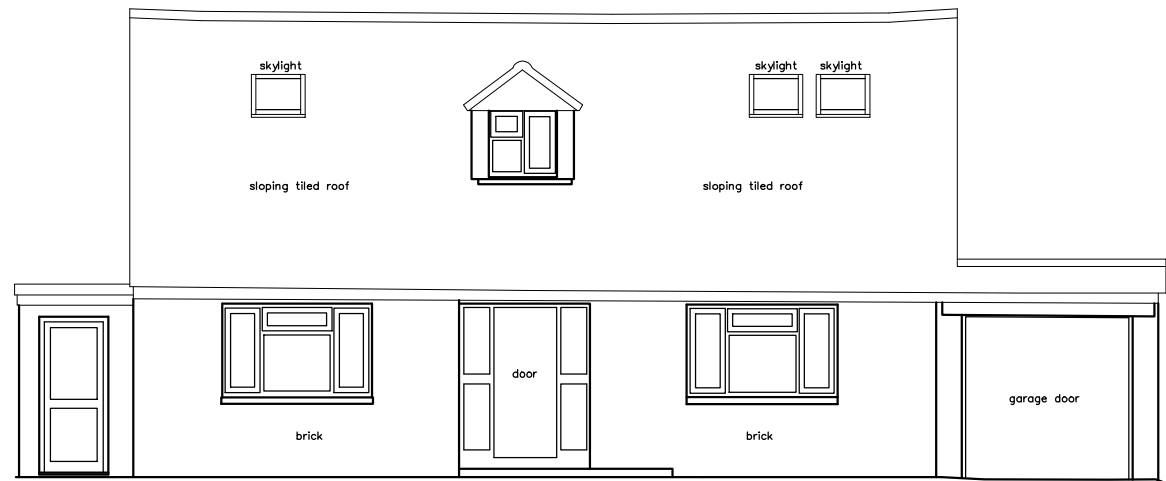 skylight
skylight
skylight
sloping tiled roof
sloping tiled roof
door
garage door
brick
brick